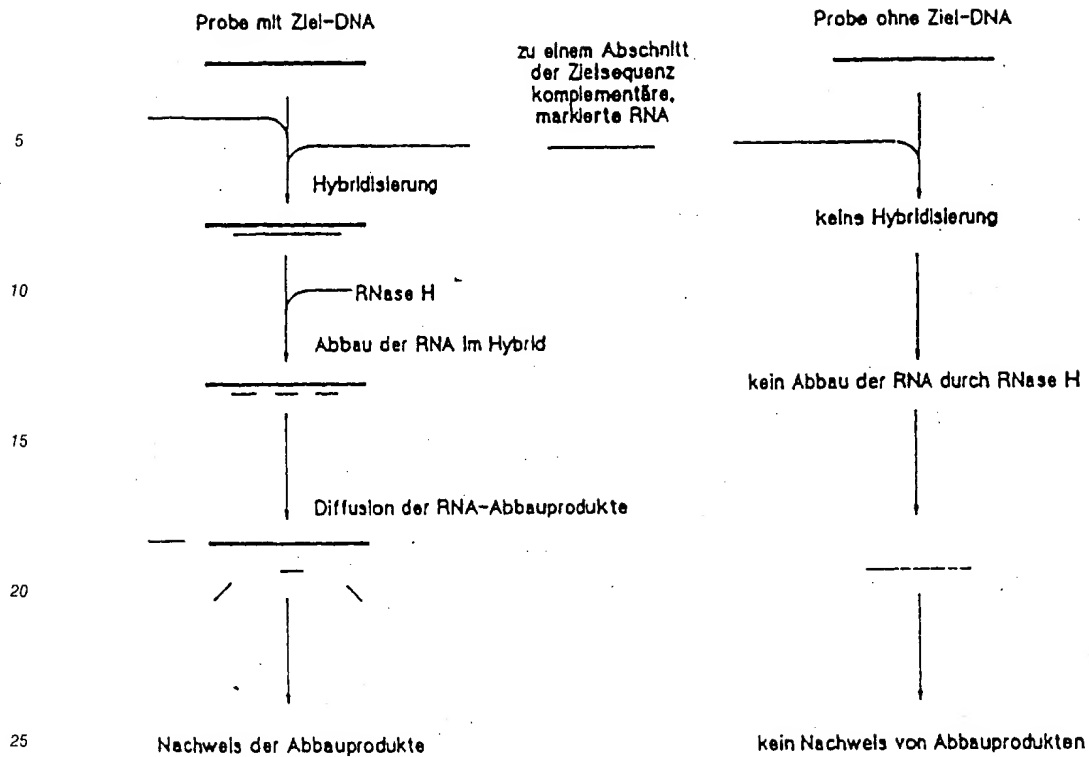 Probe mit Ziel-DNA
Probe ohne Ziel-DNA
zu einem Abschnitt
der Zielsequenz
komplementäre,
markierte RNA
5
Hybridisierung
keine Hybridisierung
10
RNase H
Abbau der RNA im Hybrid
kein Abbau der RNA durch RNase H
15
Diffusion der RNA-Abbauprodukte
20
25
Nachweis der Abbauprodukte
kein Nachweis von Abbauprodukten